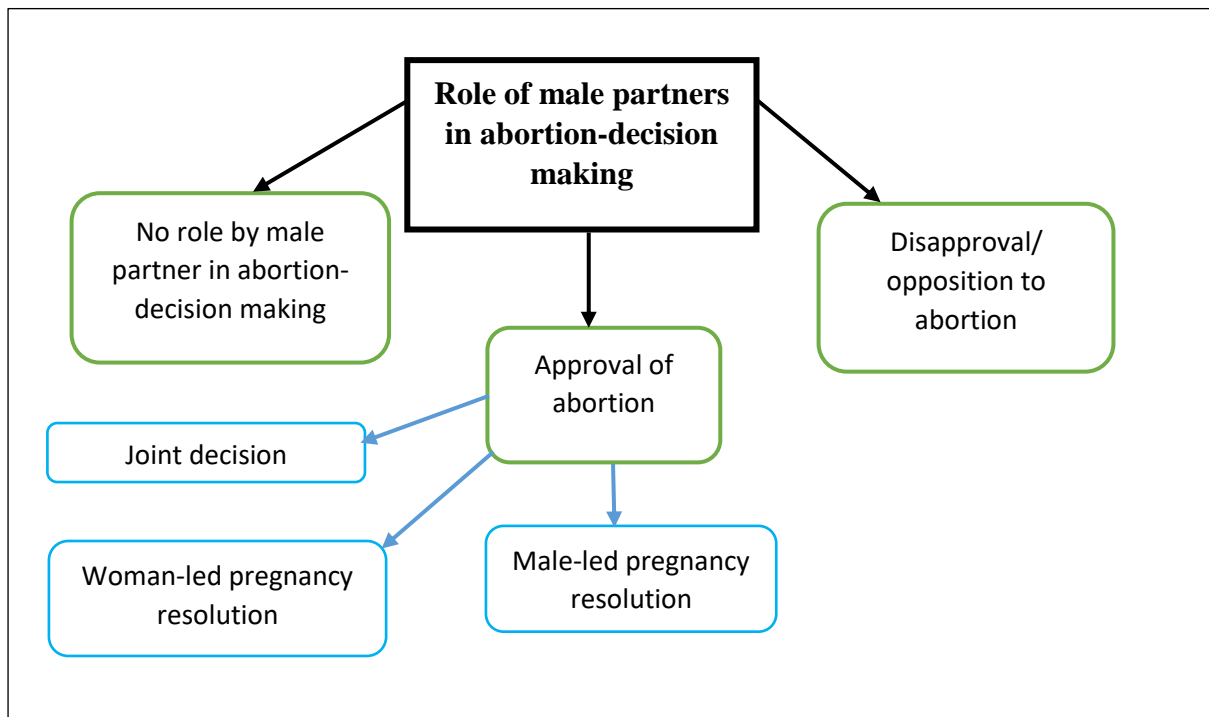 Role of male partners
in abortion-decision
making
No role by male
partner in abortion-
decision making
Disapproval/
opposition to
abortion
Approval of
abortion
Joint decision
Woman-led pregnancy
resolution
Male-led pregnancy
resolution